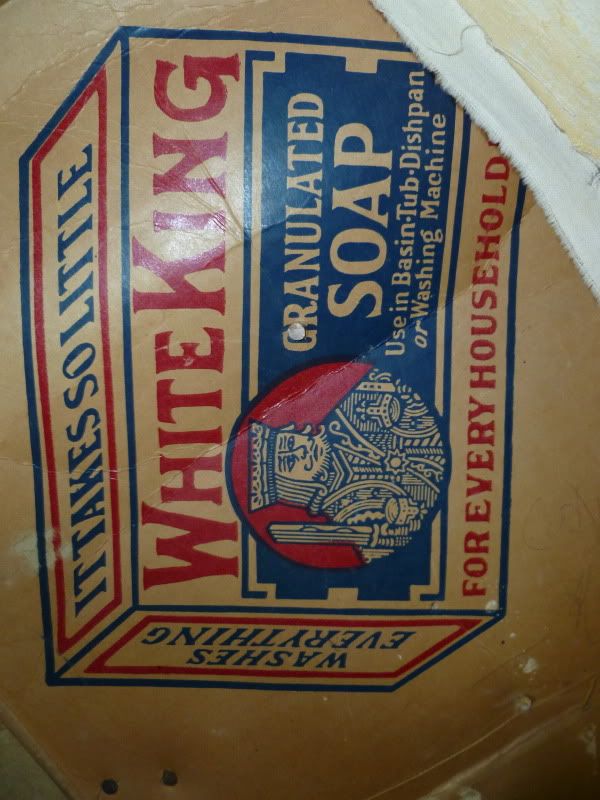 IT TAKES SO LITTLE
WHITE KING
GRANULATED
SOAP
Use in Basin·Tub·Dishpan
or Washing Machine
FOR EVERY HOUSEHOLD
WASHES
EVERYTHING